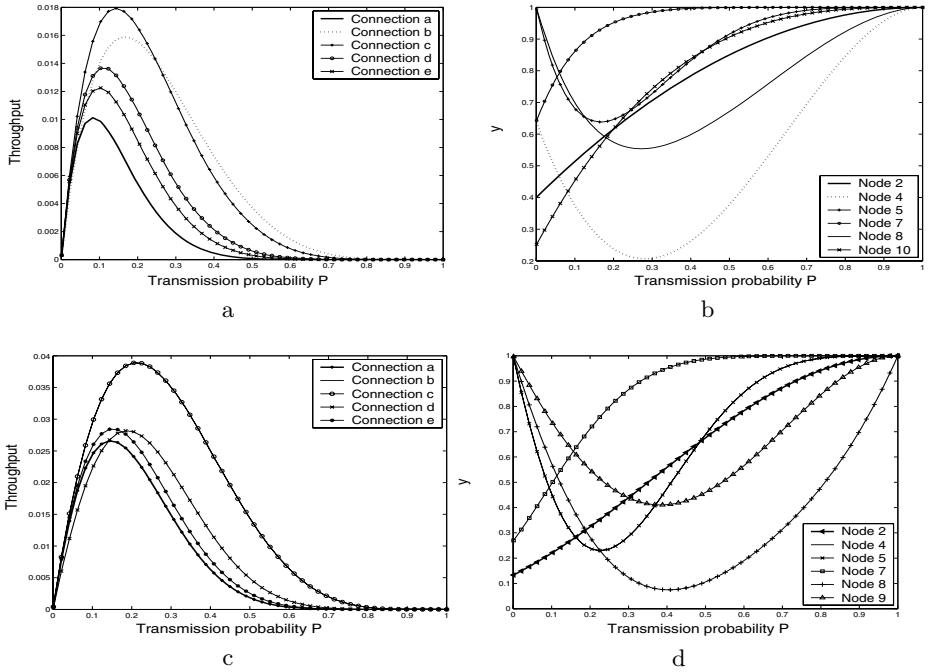 0.018
0.016
0.014
0.012
0.01
0.008
0.006
0.004
0.002
0
Throughput
Connection a
Connection b
Connection c
Connection d
Connection e
0 0.1 0.2 0.3 0.4 0.5 0.6 0.7 0.8 0.9 1
Transmission probability P
a
1
0.9
0.8
0.7
0.6
0.5
0.4
0.3
0.2
y
Node 2
Node 4
Node 5
Node 7
Node 8
Node 10
0 0.1 0.2 0.3 0.4 0.5 0.6 0.7 0.8 0.9 1
Transmission probability P
b
0.04
0.035
0.03
0.025
0.02
0.015
0.01
0.005
0
Throughput
Connection a
Connection b
Connection c
Connection d
Connection e
0 0.1 0.2 0.3 0.4 0.5 0.6 0.7 0.8 0.9 1
Transmission probability P
c
1
0.9
0.8
0.7
0.6
0.5
0.4
0.3
0.2
0.1
0
y
Node 2
Node 4
Node 5
Node 7
Node 8
Node 9
0 0.1 0.2 0.3 0.4 0.5 0.6 0.7 0.8 0.9 1
Transmission probability P
d